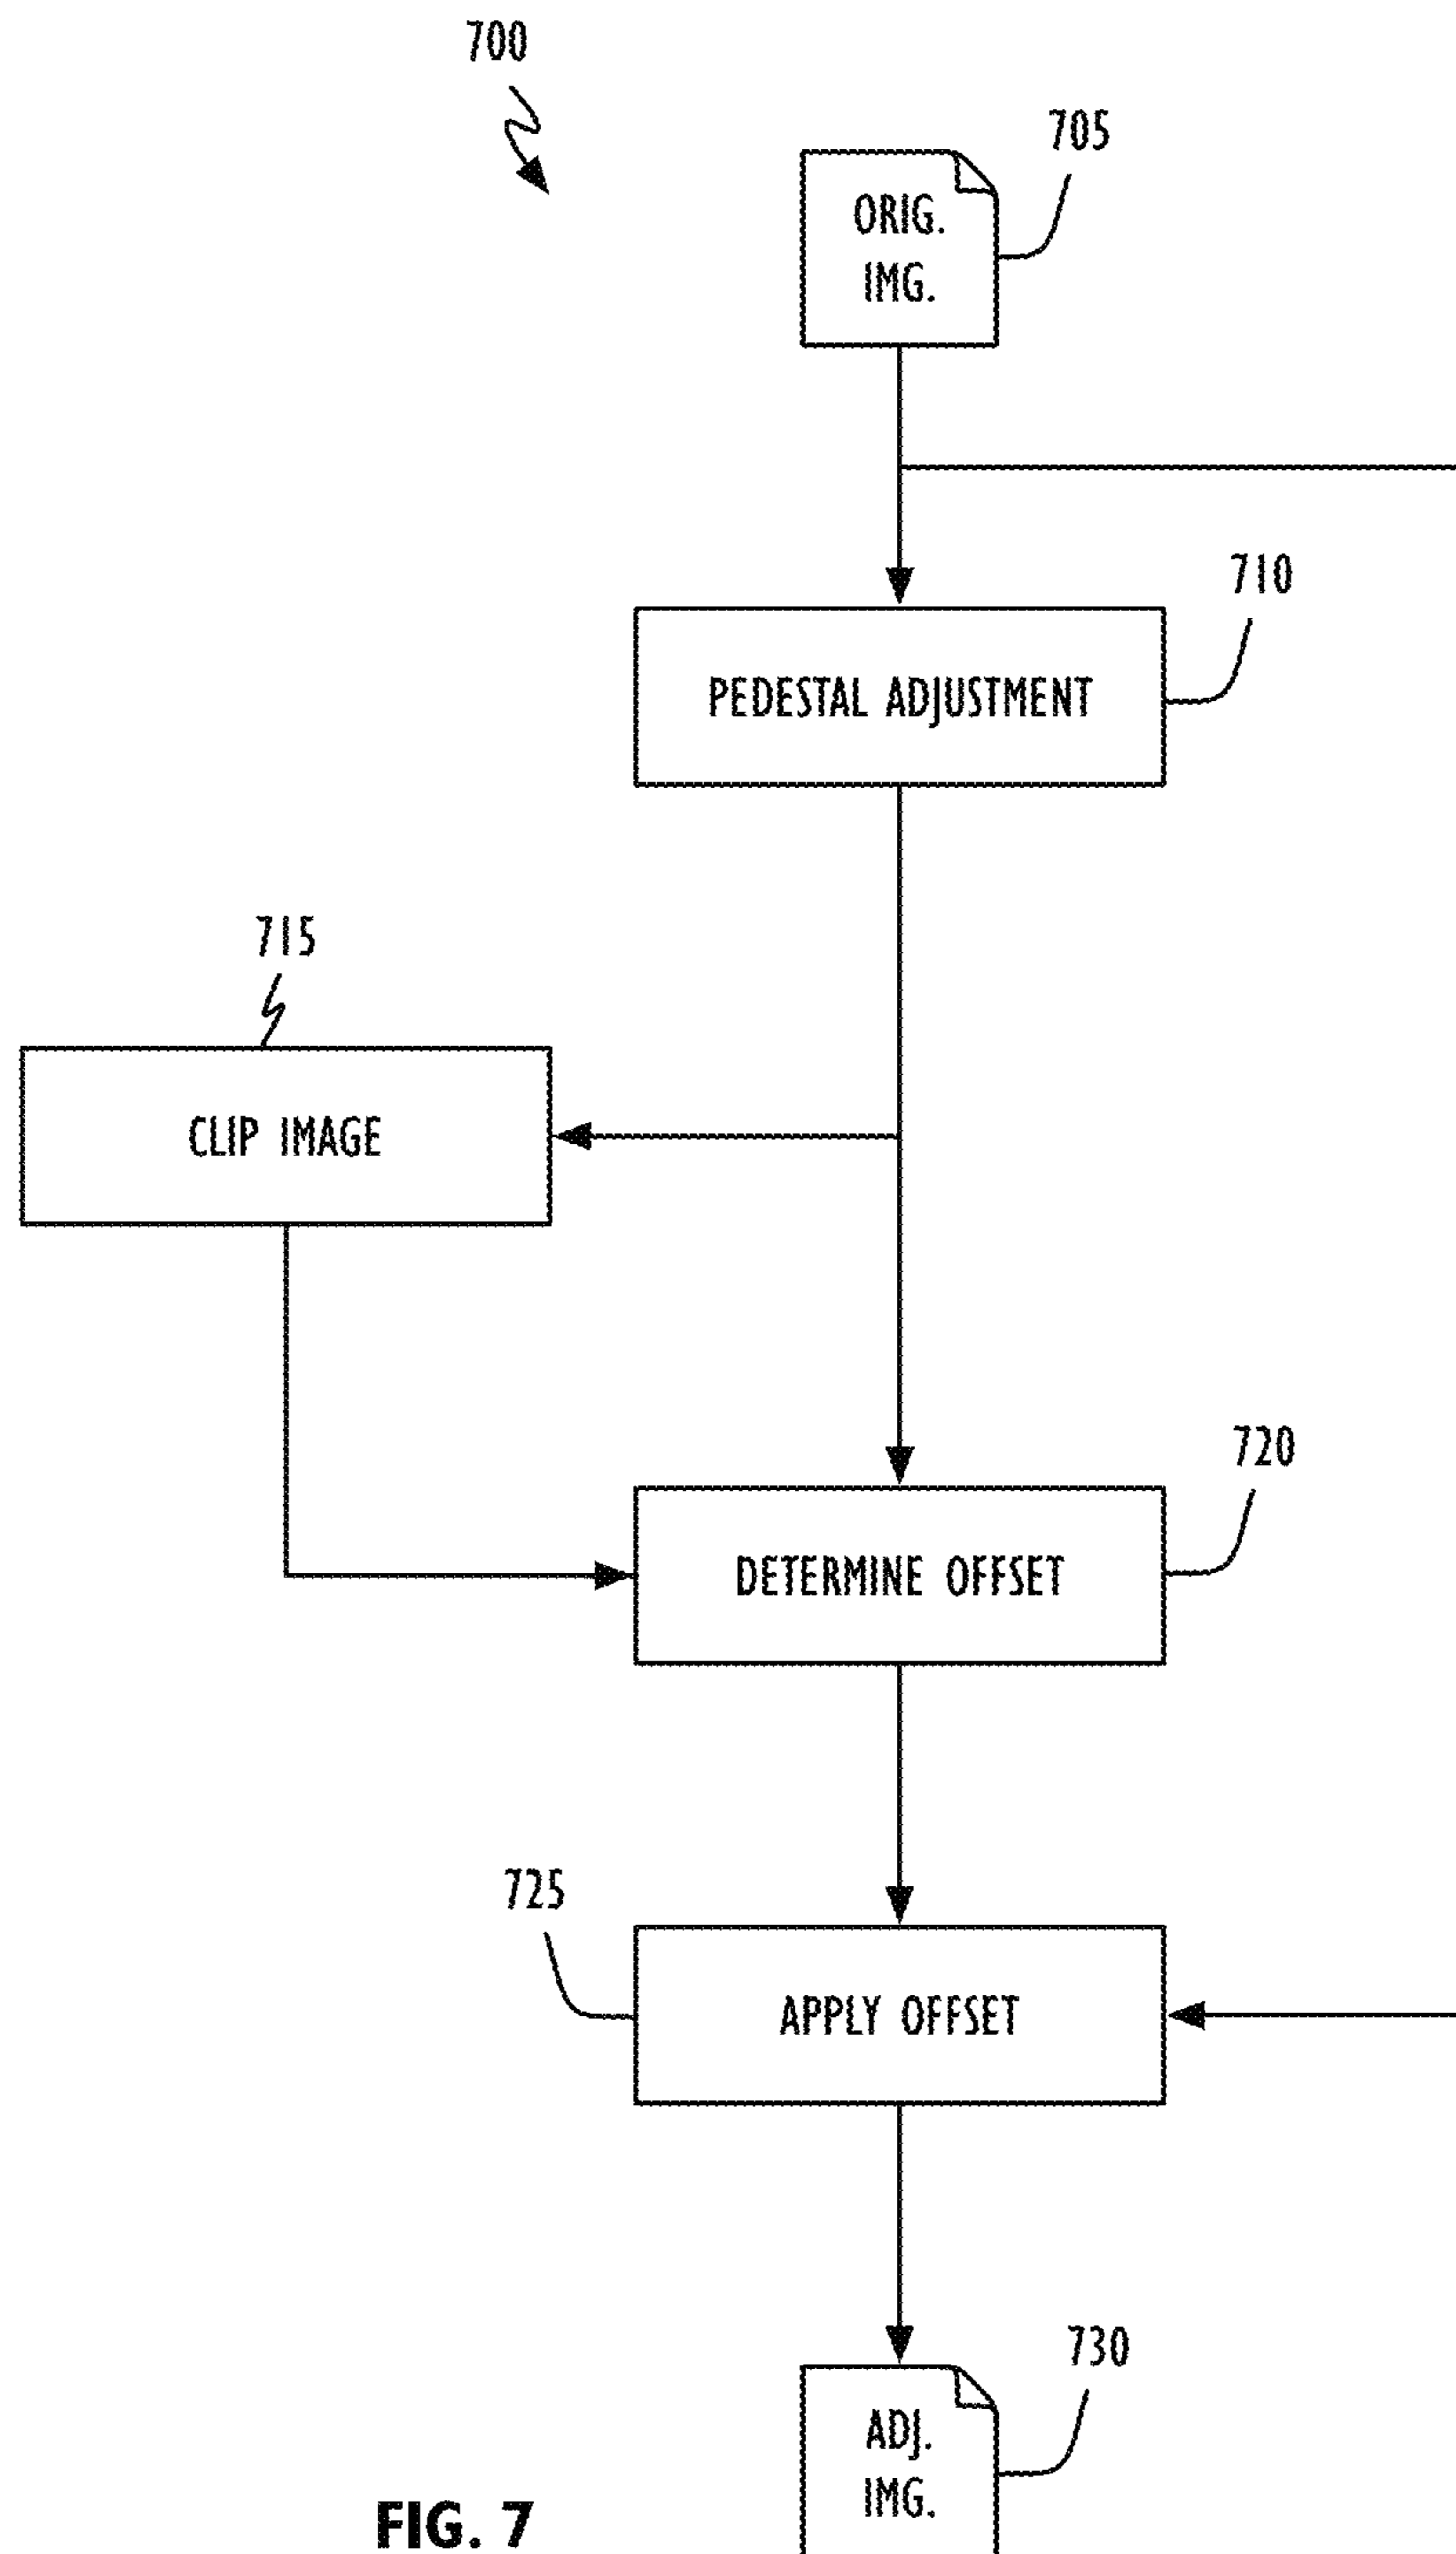 700
705
ORIG.
IMG.
710
PEDESTAL ADJUSTMENT
715
CLIP IMAGE
720
DETERMINE OFFSET
725
APPLY OFFSET
730
ADJ.
IMG.
FIG. 7